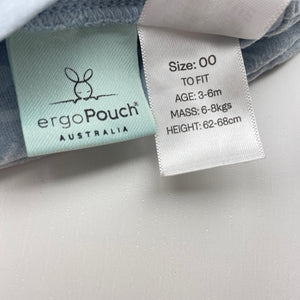 ergoPouch®
AUSTRALIA
Size: 00
TO FIT
AGE: 3-6m
MASS: 6-8kgs
HEIGHT: 62-68cm